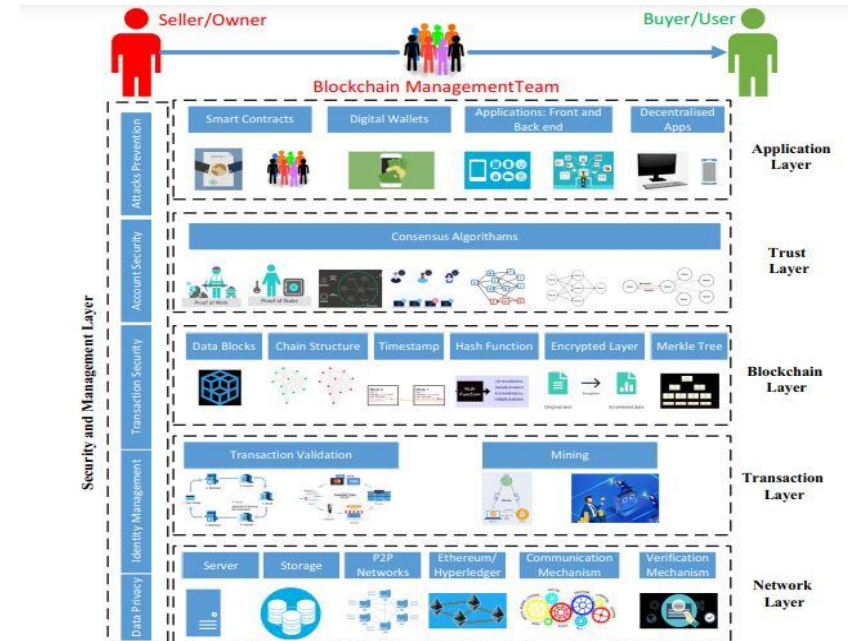 Seller/Owner
Buyer/User
Blockchain ManagementTeam
Smart Contracts
Digital Wallets
Applications: Front and
Back end
Decentralised
Apps
Application
Layer
Consensus Algorithams
Proof of Work
Proof of Stake
Trust
Layer
Data Blocks
Chain Structure
Timestamp
Hash Function
Encrypted Layer
Merkle Tree
Blockchain
Layer
Transaction Validation
Mining
Transaction
Layer
Server
Storage
P2P
Networks
Ethereum/
Hyperledger
Communication
Mechanism
Verification
Mechanism
Network
Layer
Security and Management Layer
Attacks Prevention
Account Security
Transaction Security
Identity Management
Data Privacy